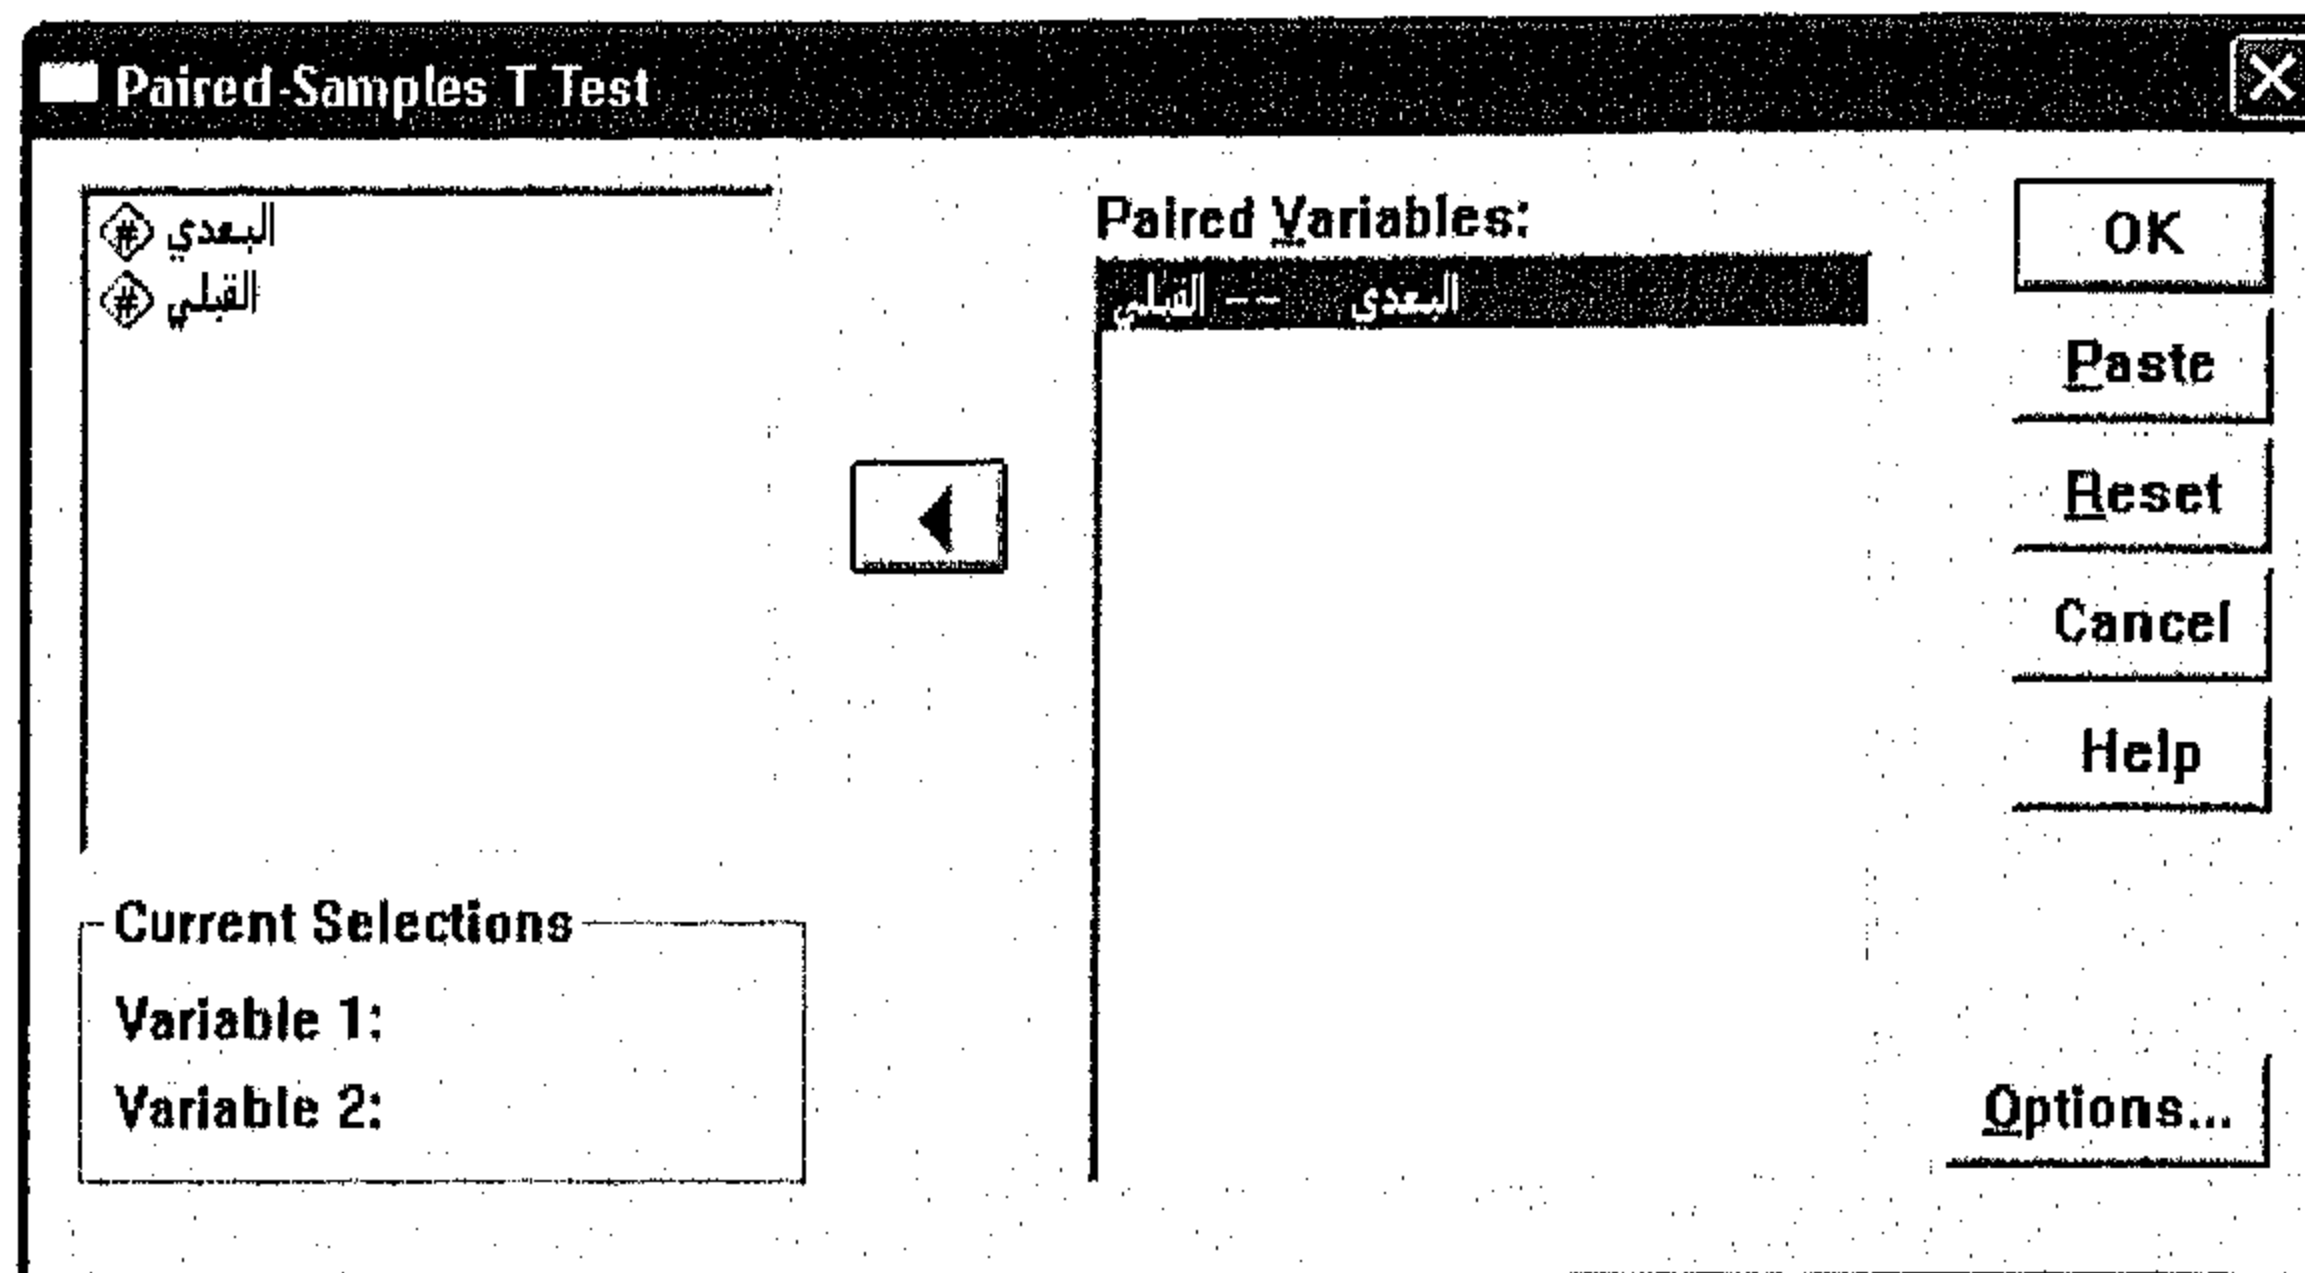 Paired-Samples T Test
البعدي
القبلي
Paired Variables:
القبلي -- البعدي
OK
Paste
Reset
Cancel
Help
Current Selections
Variable 1:
Variable 2:
Options...